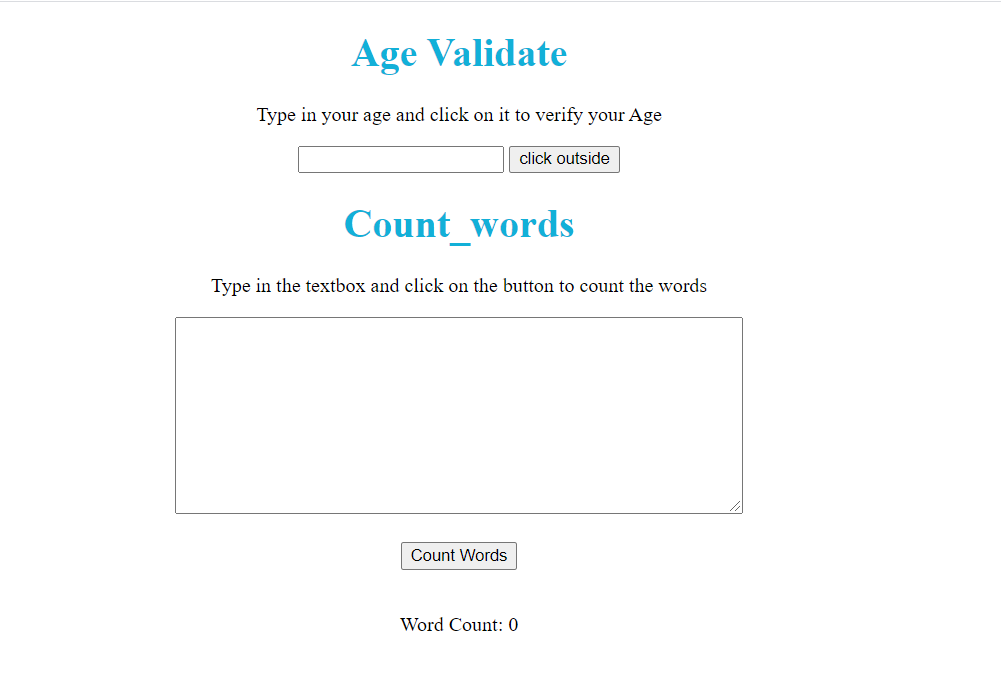 Age Validate
Type in your age and click on it to verify your Age
click outside
Count_words
Type in the textbox and click on the button to count the words
Count Words
Word Count: 0